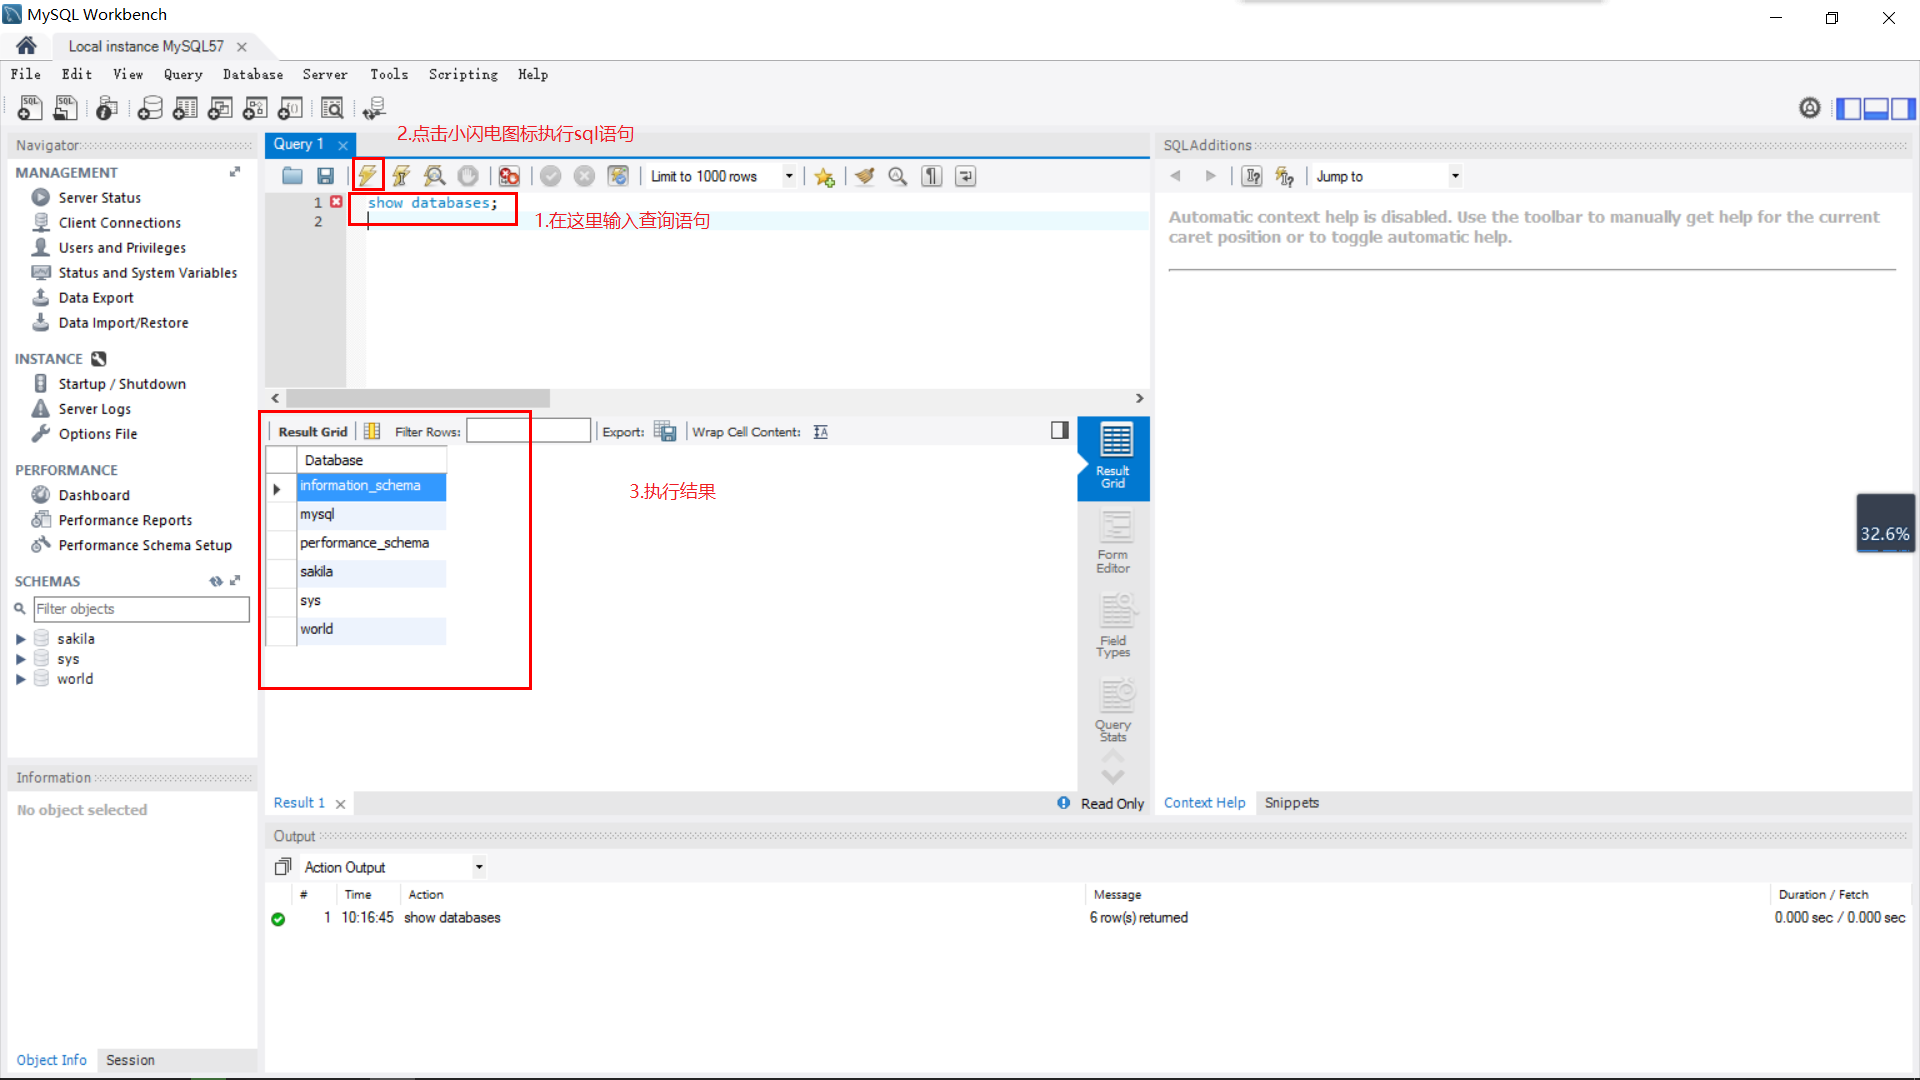 MySQL Workbench
Local instance MySQL57
File Edit View Query Database Server Tools Scripting Help
Navigator
MANAGEMENT
Server Status
Client Connections
Users and Privileges
Status and System Variables
Data Export
Data Import/Restore
INSTANCE
Startup / Shutdown
Server Logs
Options File
PERFORMANCE
Dashboard
Performance Reports
Performance Schema Setup
SCHEMAS
Filter objects
sakila
sys
world
Information
No object selected
Object Info Session
Query 1
2.点击小闪电图标执行sql语句
Limit to 1000 rows
1 show databases;
2
1.在这里输入查询语句
Result Grid Filter Rows: Export: Wrap Cell Content:
Database
information_schema
mysql
performance_schema
sakila
sys
world
3.执行结果
Result
Grid
Form
Editor
Field
Types
Query
Stats
Result 1
Read Only
SQLAdditions
Jump to
Automatic context help is disabled. Use the toolbar to manually get help for the current
caret position or to toggle automatic help.
32.6%
Context Help Snippets
Output
Action Output
# Time Action Message Duration / Fetch
1 10:16:45 show databases 6 row(s) returned 0.000 sec / 0.000 sec